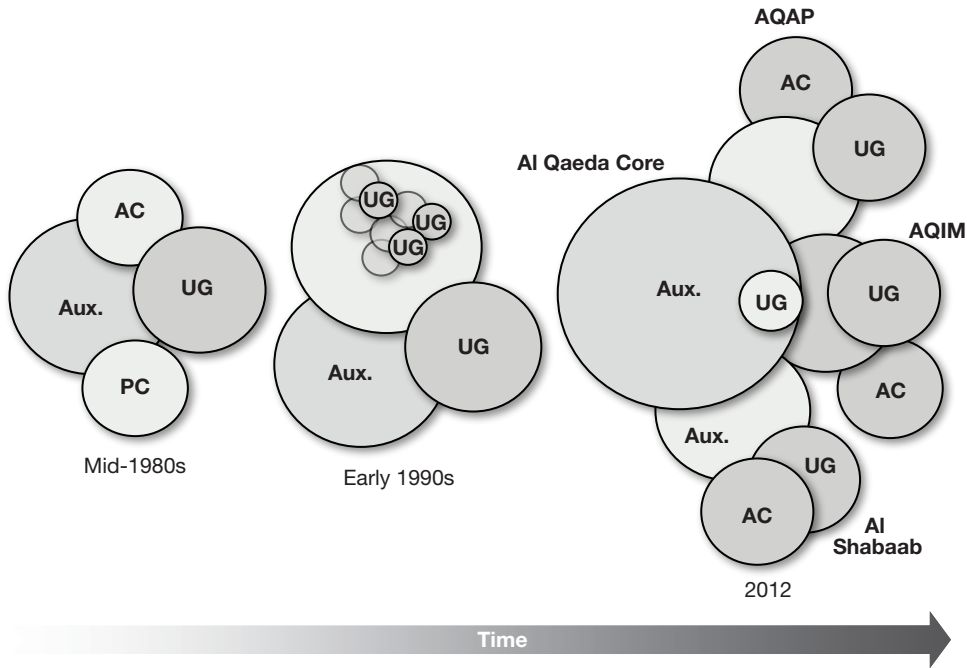 AC
Aux.
UG
PC
Mid-1980s
UG
UG
UG
Aux.
UG
Early 1990s
AQAP
AC
UG
Al Qaeda Core
Aux.
UG
AQIM
UG
AC
Aux.
UG
AC
Al
Shabaab
2012
Time